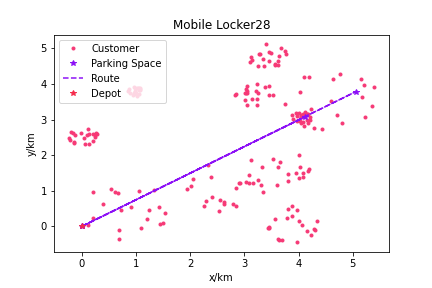 Mobile Locker28
Customer
Parking Space
Route
Depot
y/km
5
4
3
2
1
0
0 1 2 3 4 5
x/km